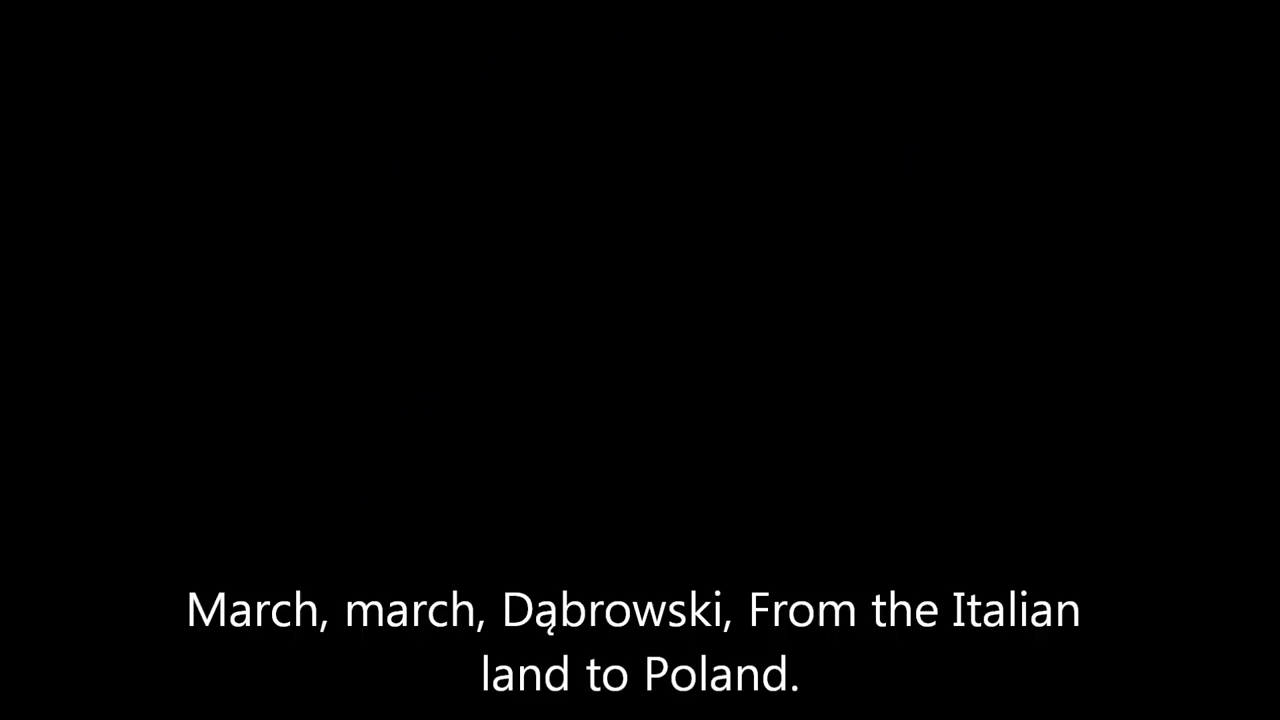 March, march, Dąbrowski, From the Italian
land to Poland.